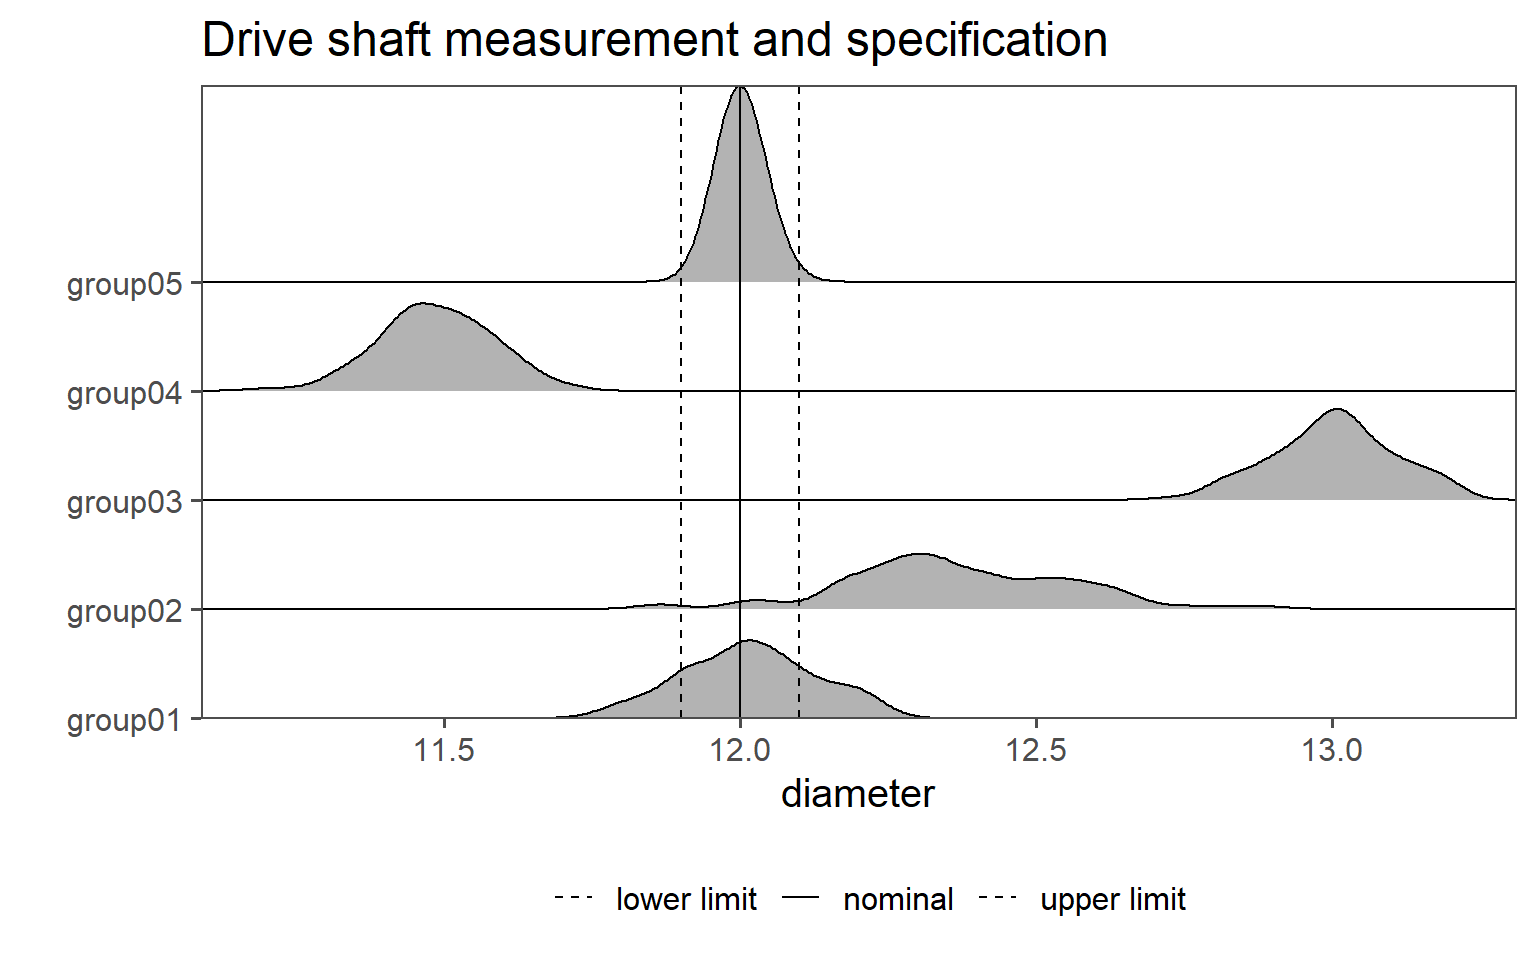 Drive shaft measurement and specification
group05
group04
group03
group02
group01
11.5 12.0 12.5 13.0
diameter
lower limit nominal upper limit